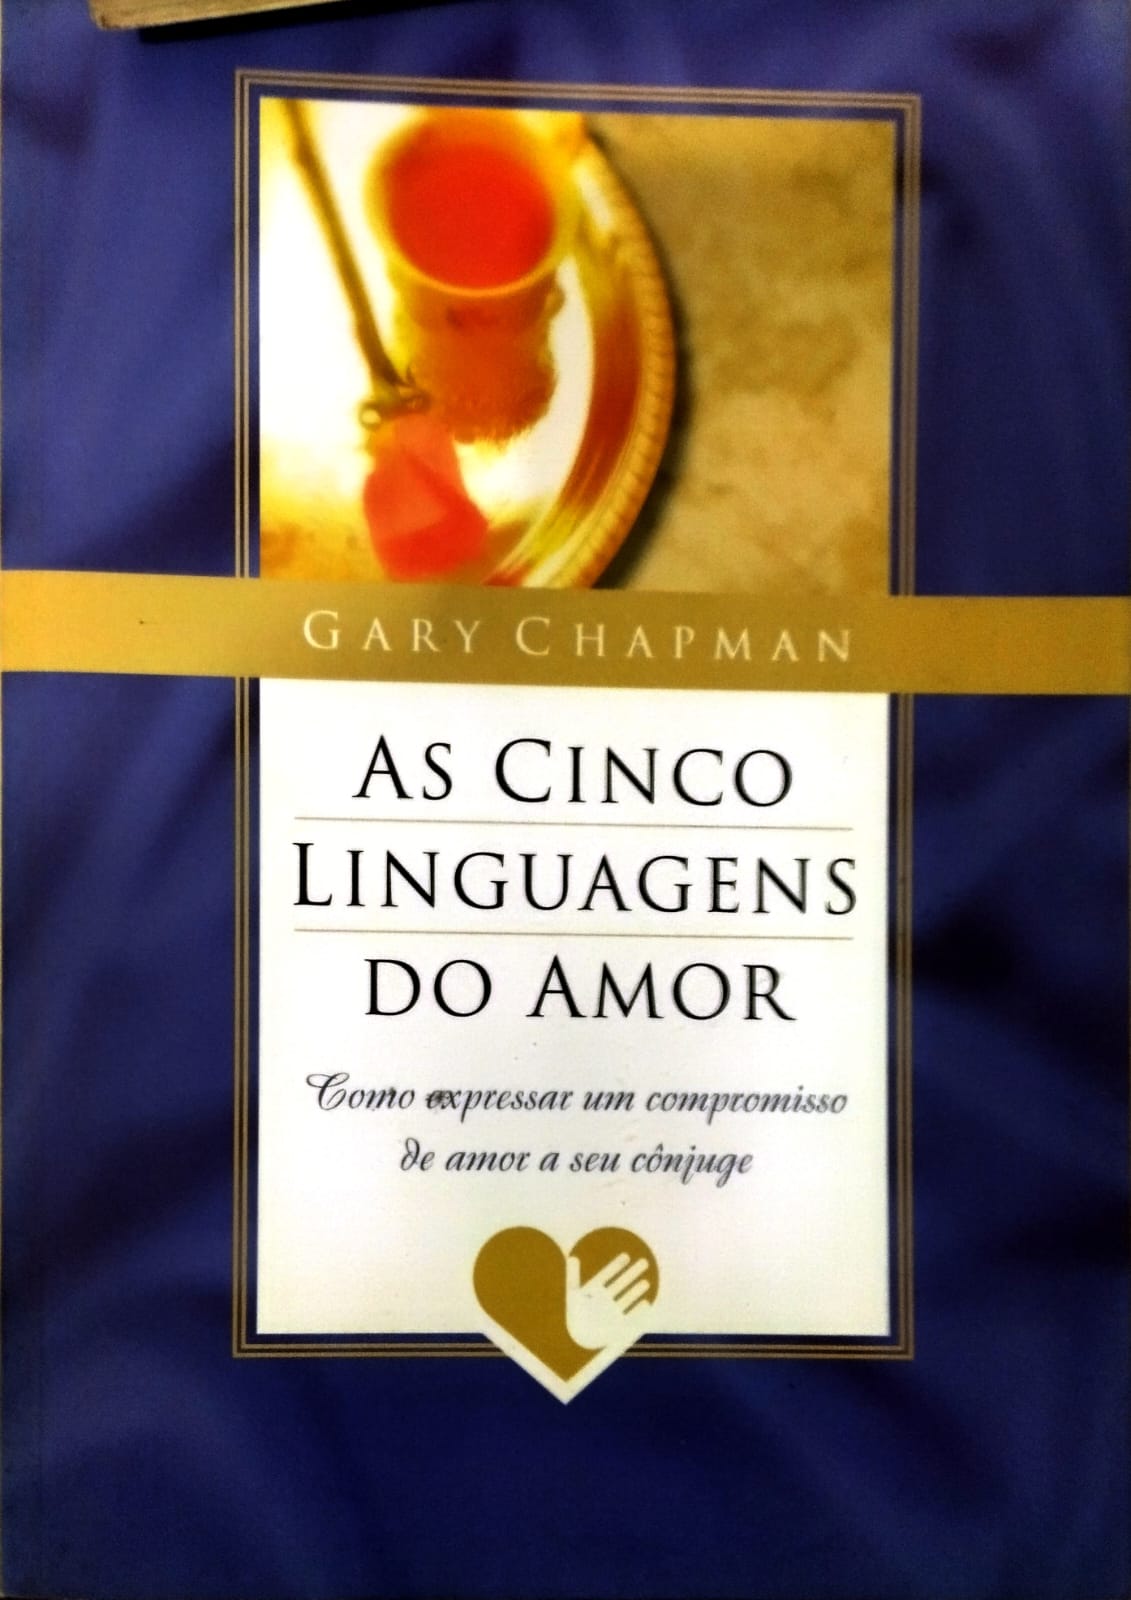 GARY CHAPMAN
AS CINCO
LINGUAGENS
DO AMOR
Como expressar um compromisso
de amor a seu cônjuge